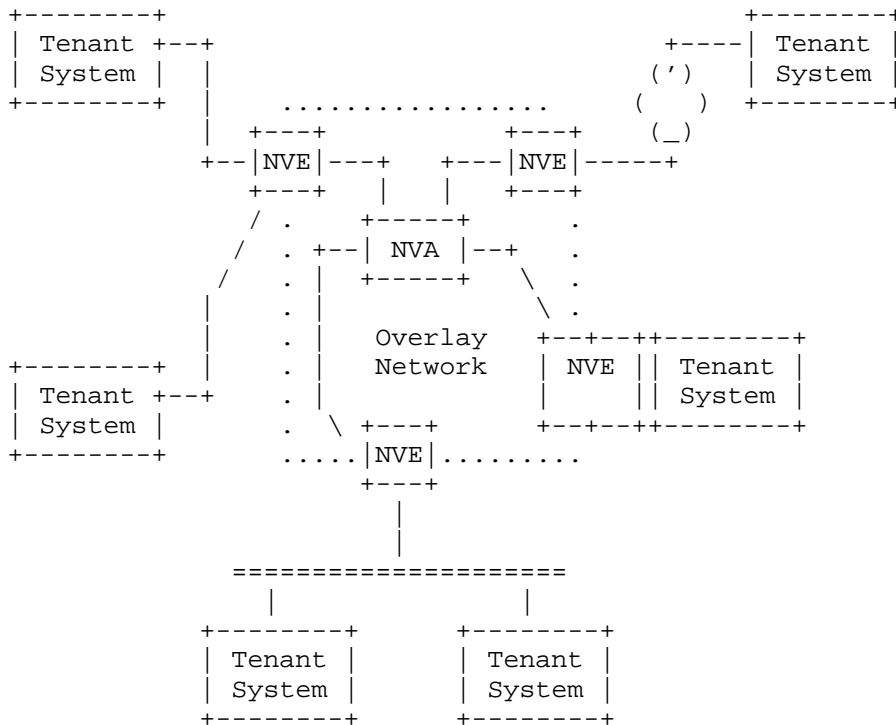 Tenant Tenant
System System
NVE NVE
NVA
Overlay
Network NVE Tenant
Tenant System
System
NVE
Tenant Tenant
System System